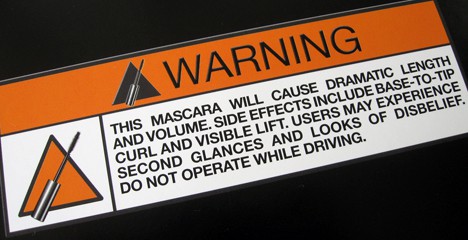 WARNING
THIS MASCARA WILL CAUSE DRAMATIC LENGTH
AND VOLUME. SIDE EFFECTS INCLUDE BASE-TO-TIP
CURL AND VISIBLE LIFT. USERS MAY EXPERIENCE
SECOND GLANCES AND LOOKS OF DISBELIEF.
DO NOT OPERATE WHILE DRIVING.